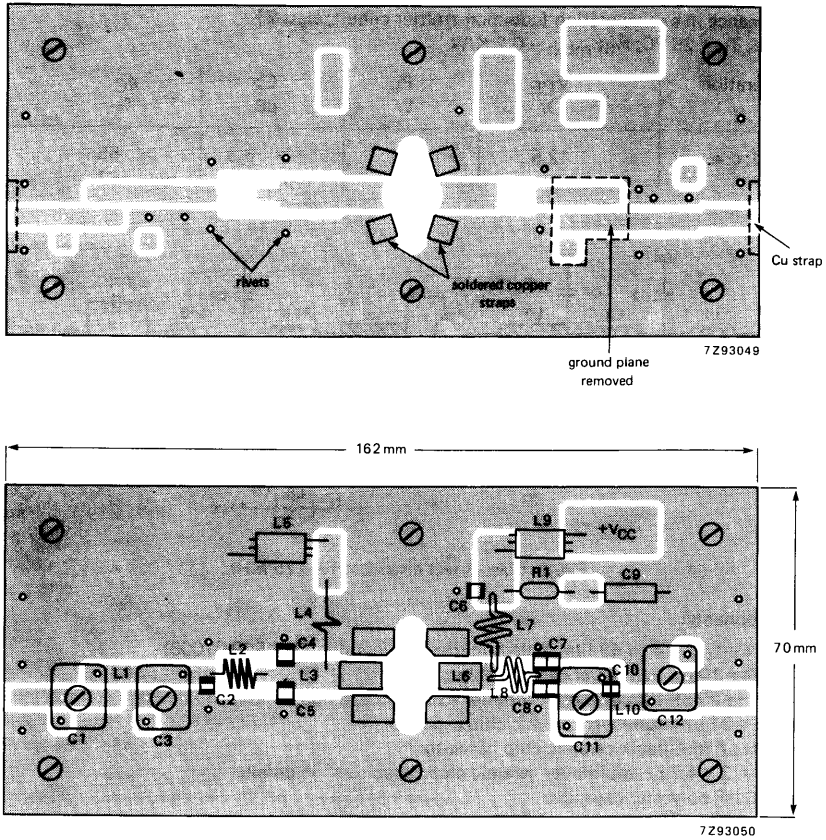 rivets
soldered copper
straps
Cu strap
7Z93049
ground plane
removed
162 mm
L5
L9
+VCC
R1
C9
C6
L4
L7
L2
C4
C7
L1
L3
L6
C10
70 mm
C2
L8
C5
C8
L10
C12
C1
C3
C11
7Z93050